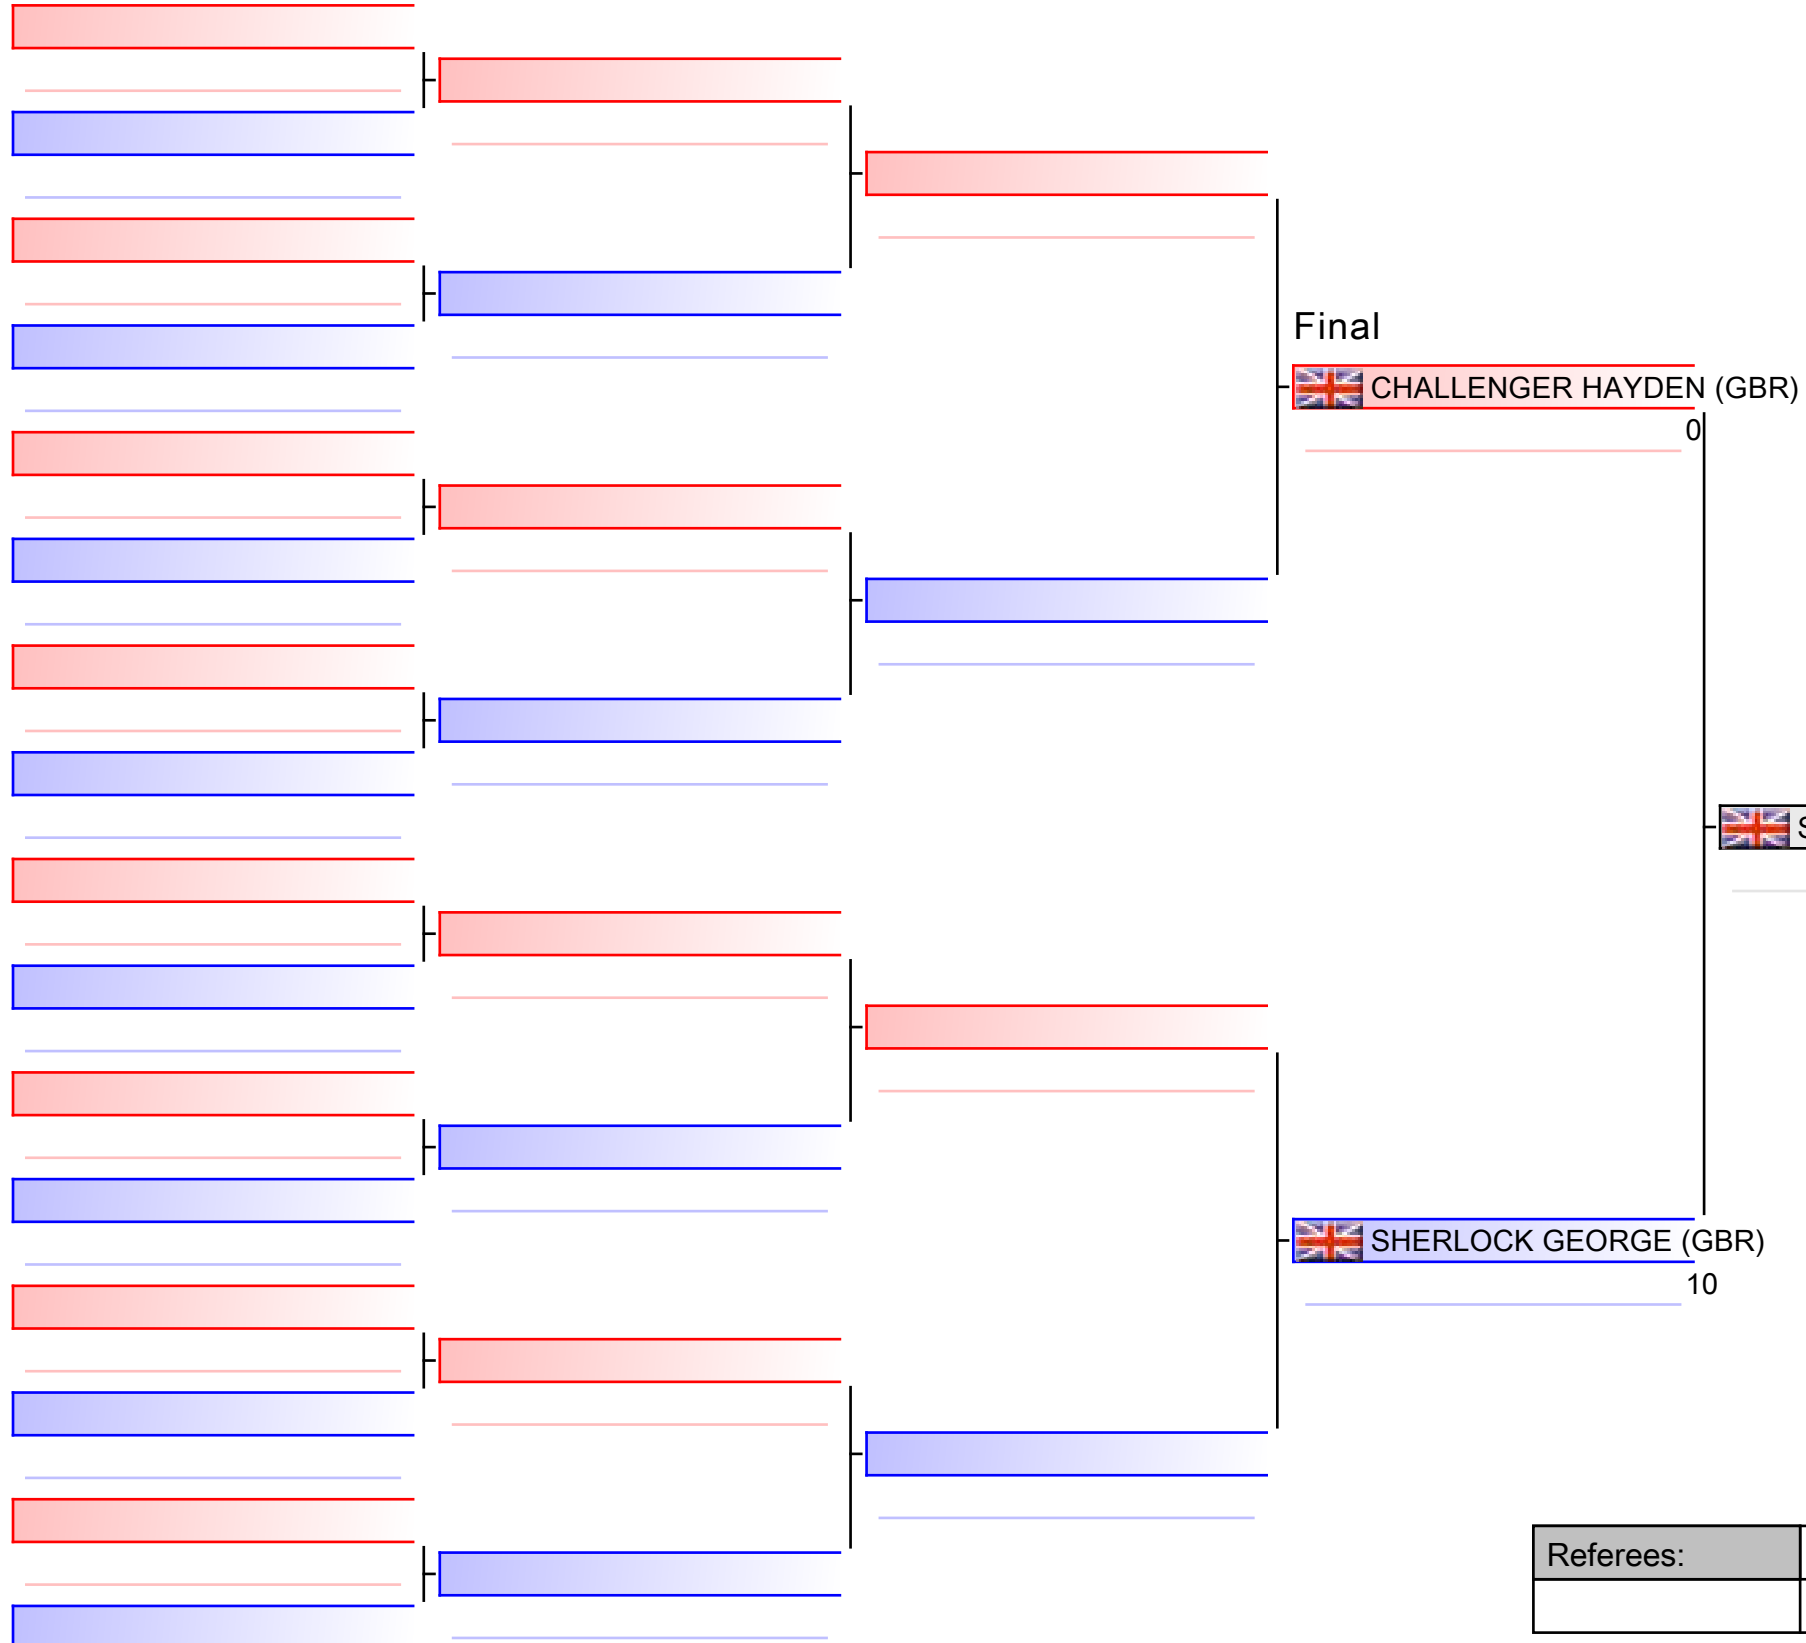 Final
CHALLENGER HAYDEN (GBR)
0
S
SHERLOCK GEORGE (GBR)
10
Referees: